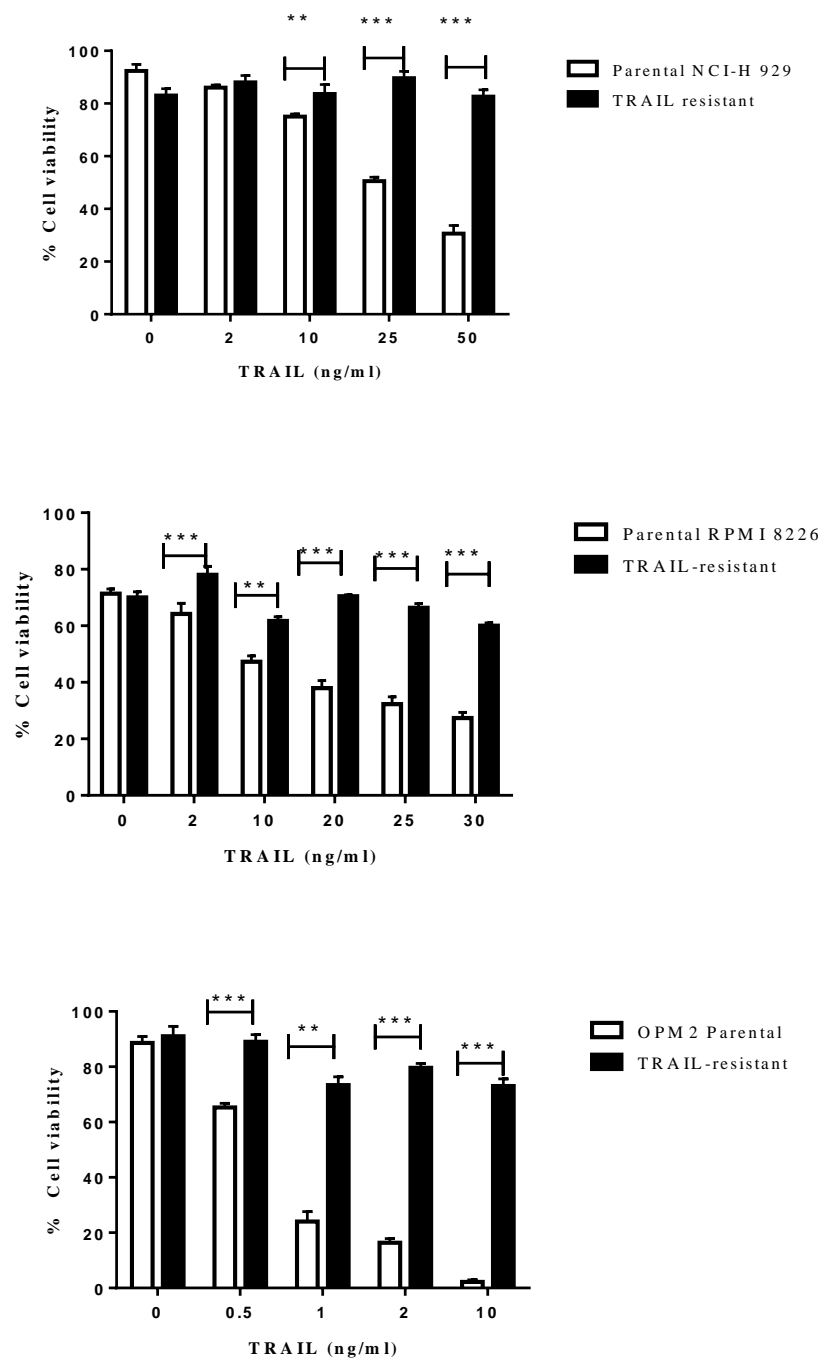 ** *** ***
100
80
60
40
20
0
% Cell viability
0 2 10 25 50
TRAIL (ng/ml)
Parental NCI-H 929
TRAIL resistant
*** ** *** *** ***
100
80
60
40
20
0
% Cell viability
0 2 10 20 25 30
TRAIL (ng/ml)
Parental RPMI 8226
TRAIL-resistant
*** ** *** ***
100
80
60
40
20
0
% Cell viability
0 0.5 1 2 10
TRAIL (ng/ml)
OPM2 Parental
TRAIL-resistant